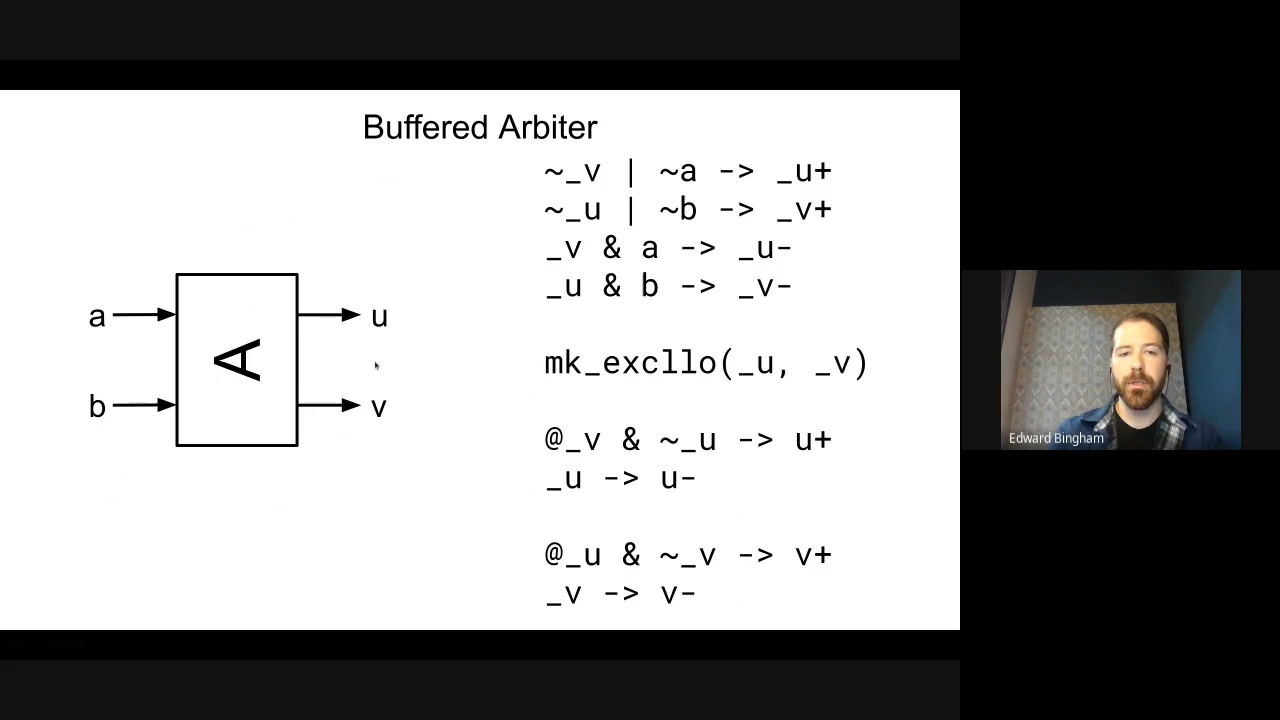 Buffered Arbiter
~_v | ~a -> _u+
~_u | ~b -> _v+
_v & a -> _u-
_u & b -> _v-
mk_excllo(_u, _v)
@_v & ~_u -> u+
_u -> u-
@_u & ~_v -> v+
_v -> v-
a
u
A
b
v
Edward Bingham